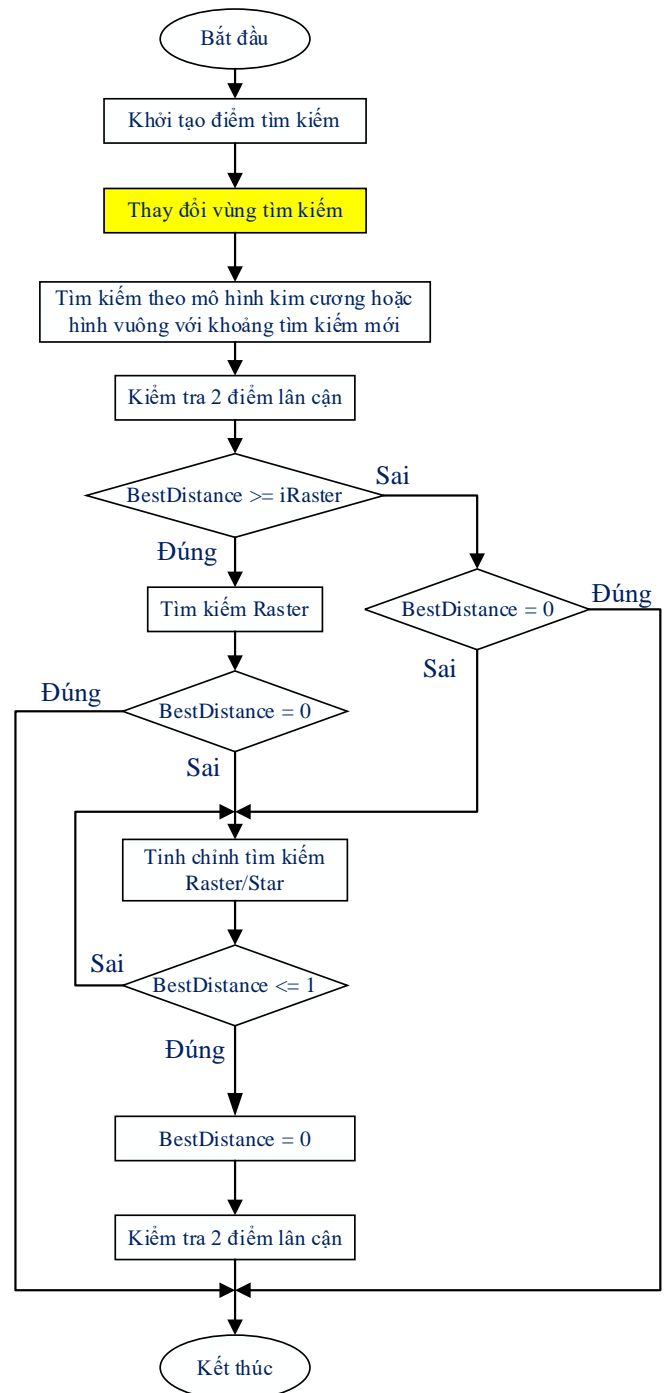 Bắt đầu
Khởi tạo điểm tìm kiếm
Thay đổi vùng tìm kiếm
Tìm kiếm theo mô hình kim cương hoặc
hình vuông với khoảng tìm kiếm mới
Kiểm tra 2 điểm lân cận
BestDistance >= iRaster
Sai
Đúng
Tìm kiếm Raster
BestDistance = 0
Đúng
Sai
BestDistance = 0
Đúng
Sai
Tinh chỉnh tìm kiếm
Raster/Star
BestDistance <= 1
Sai
Đúng
BestDistance = 0
Kiểm tra 2 điểm lân cận
Kết thúc